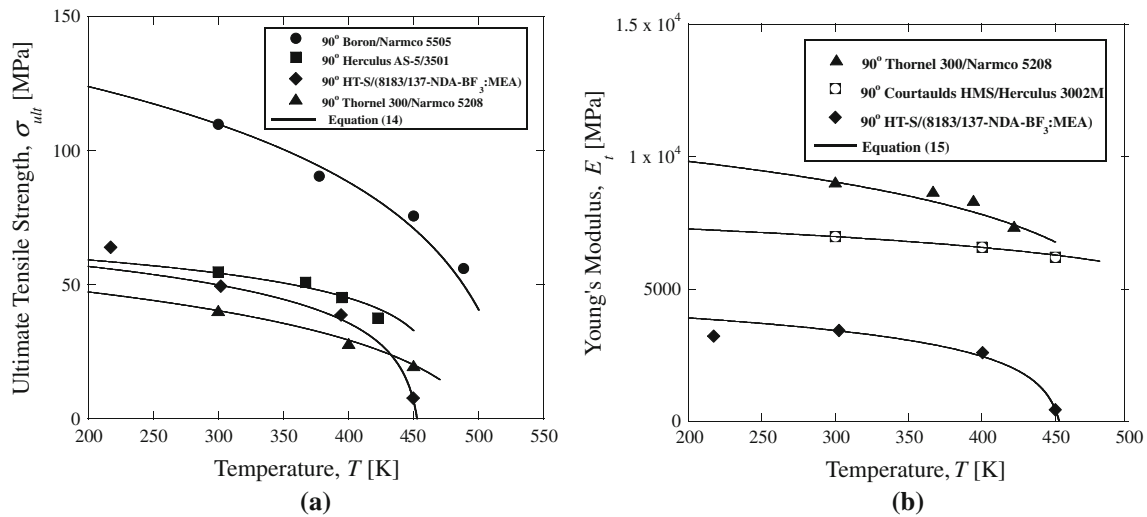 Ultimate Tensile Strength, σult [MPa]
150
100
50
0
90° Boron/Narmco 5505
90° Herculus AS-5/3501
90° HT-S/(8183/137-NDA-BF3:MEA)
90° Thornel 300/Narmco 5208
Equation (14)
200 250 300 350 400 450 500 550
Temperature, T [K]
(a)
Young's Modulus, Et [MPa]
1.5 x 10^4
1 x 10^4
5000
0
90° Thornel 300/Narmco 5208
90° Courtaulds HMS/Herculus 3002M
90° HT-S/(8183/137-NDA-BF3:MEA)
Equation (15)
200 250 300 350 400 450 500
Temperature, T [K]
(b)